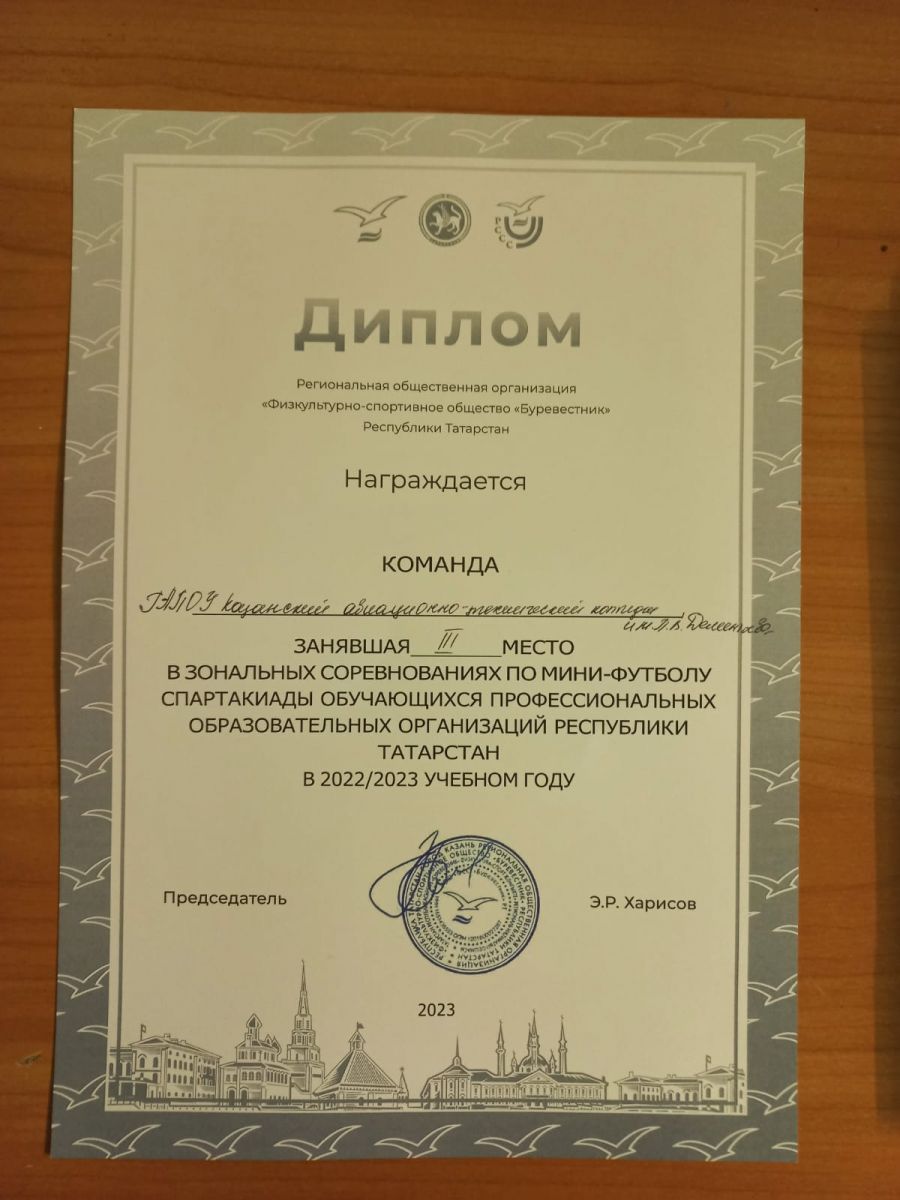 РССС
Диплом
Региональная общественная организация
«Физкультурно-спортивное общество «Буревестник»
Республики Татарстан
Награждается
КОМАНДА
ГАПОУ Казанский авиационно-технический колледж
им. П.В. Дементьева
ЗАНЯВШАЯ III МЕСТО
В ЗОНАЛЬНЫХ СОРЕВНОВАНИЯХ ПО МИНИ-ФУТБОЛУ
СПАРТАКИАДЫ ОБУЧАЮЩИХСЯ ПРОФЕССИОНАЛЬНЫХ
ОБРАЗОВАТЕЛЬНЫХ ОРГАНИЗАЦИЙ РЕСПУБЛИКИ
ТАТАРСТАН
В 2022/2023 УЧЕБНОМ ГОДУ
Председатель
Э.Р. Харисов
2023